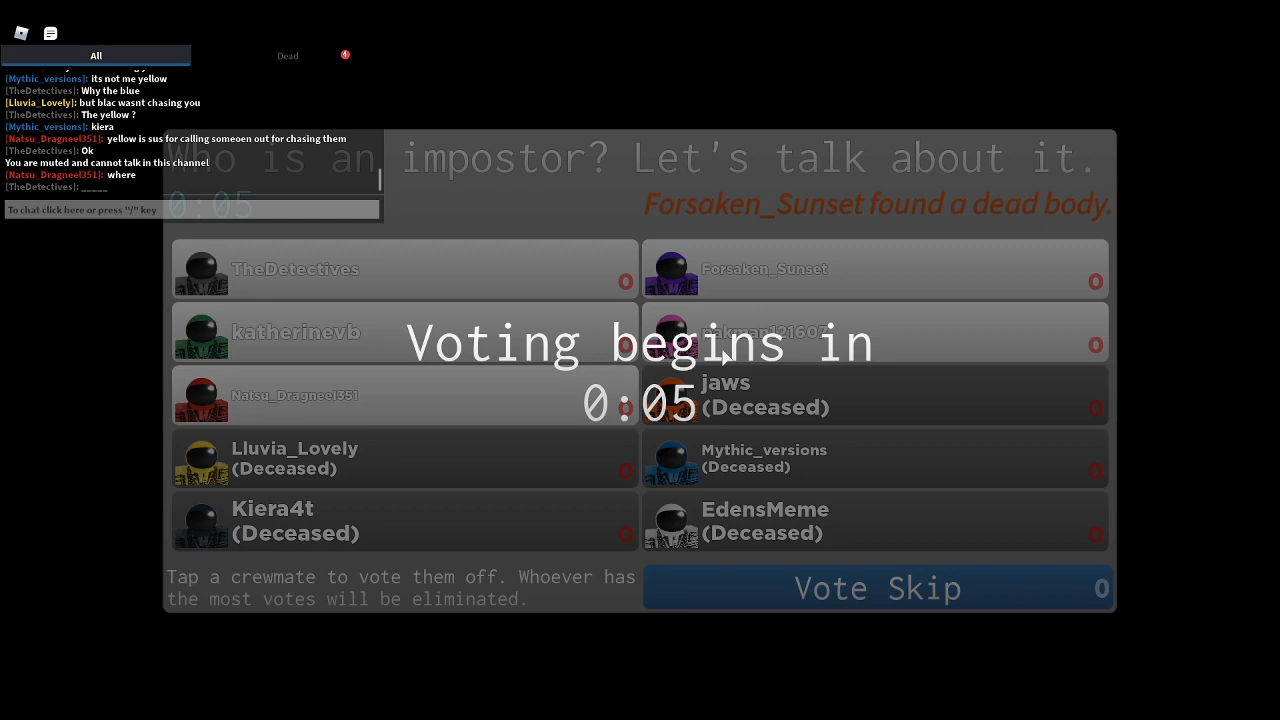 All
Dead
[Mythic_versions]: its not me yellow
[TheDetectives]: Why the blue
[Lluvia_Lovely]: but blac wasnt chasing you
[TheDetectives]: The yellow ?
[Mythic_versions]: kiera
[Natsu_Dragneel351]: yellow is sus for calling someoen out for chasing them
[TheDetectives]: Ok
You are muted and cannot talk in this channel
[Natsu_Dragneel351]: where
[TheDetectives]: _____
To chat click here or press "/" key
Who is an impostor? Let's talk about it.
0:05
Forsaken_Sunset found a dead body.
TheDetectives
0
Forsaken_Sunset
0
katherinevb
0
pakman121607
0
Voting begins in
0:05
Natsu_Dragneel351
0
jaws
(Deceased)
0
Lluvia_Lovely
(Deceased)
0
Mythic_versions
(Deceased)
0
Kiera4t
(Deceased)
0
EdensMeme
(Deceased)
0
Tap a crewmate to vote them off. Whoever has
the most votes will be eliminated.
Vote Skip
0